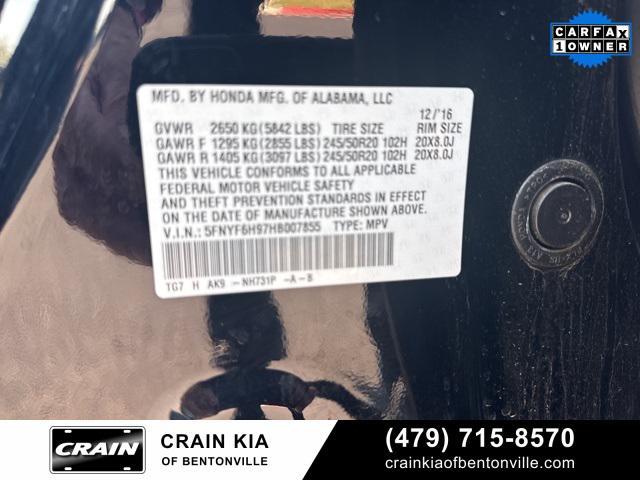 CARFAX
1 OWNER
MFD. BY HONDA MFG. OF ALABAMA, LLC
12/'16
GVWR 2650 KG(5842 LBS) TIRE SIZE RIM SIZE
GAWR F 1295 KG(2855 LBS)245/50R20 102H 20X8.0J
GAWR R 1405 KG(3097 LBS)245/50R20 102H 20X8.0J
THIS VEHICLE CONFORMS TO ALL APPLICABLE
FEDERAL MOTOR VEHICLE SAFETY
AND THEFT PREVENTION STANDARDS IN EFFECT
ON THE DATE OF MANUFACTURE SHOWN ABOVE.
V.I.N.: 5FNYF6H97HB007855 TYPE: MPV
TG7 H AK9 -NH731P -A-B
CRAIN
CRAIN KIA
OF BENTONVILLE
(479) 715-8570
crainkiaofbentonville.com